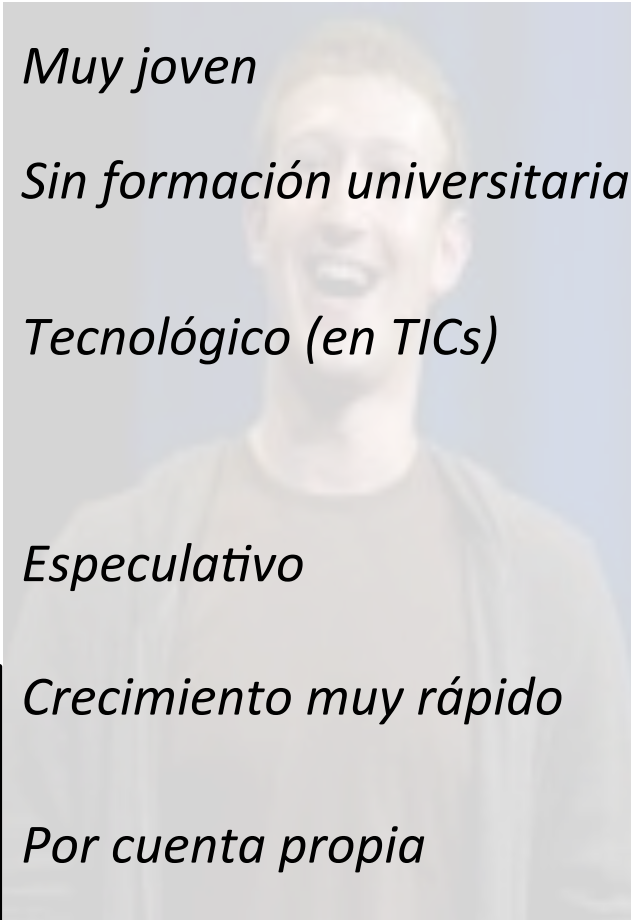 Muy joven
Sin formación universitaria
Tecnológico (en TICs)
Especulativo
Crecimiento muy rápido
Por cuenta propia